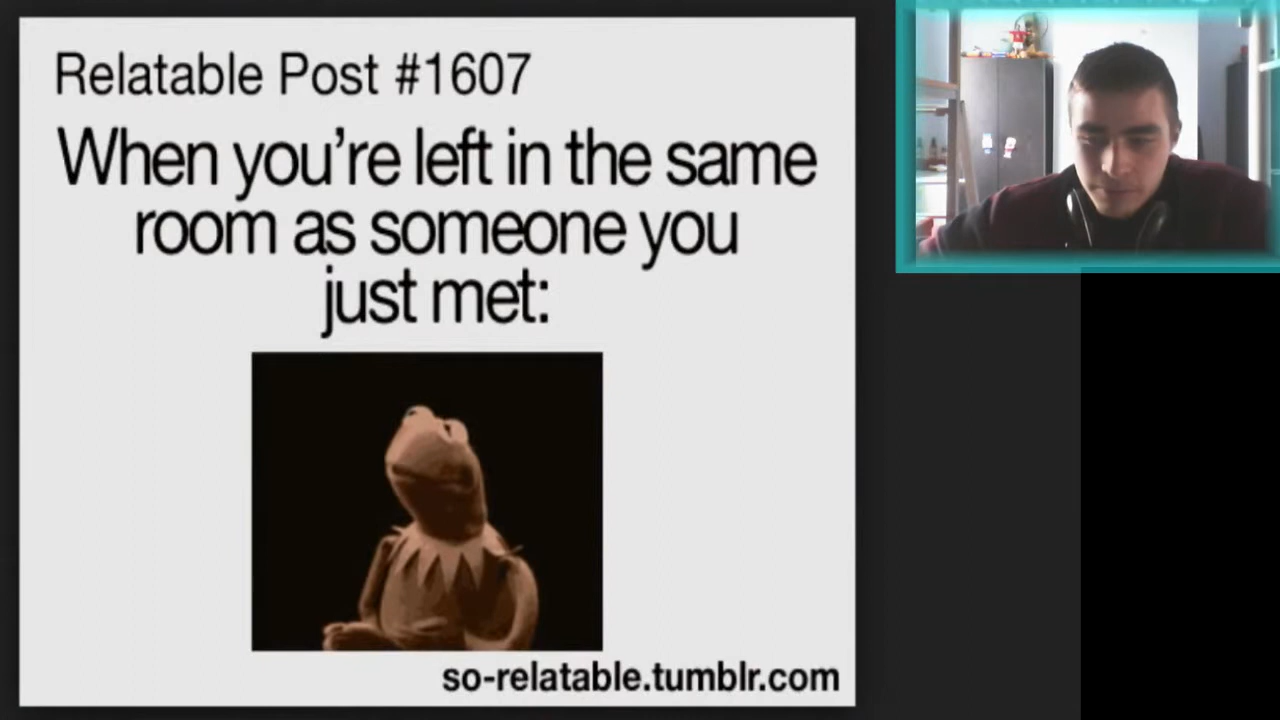 Relatable Post #1607
When you're left in the same
room as someone you
just met:
so-relatable.tumblr.com